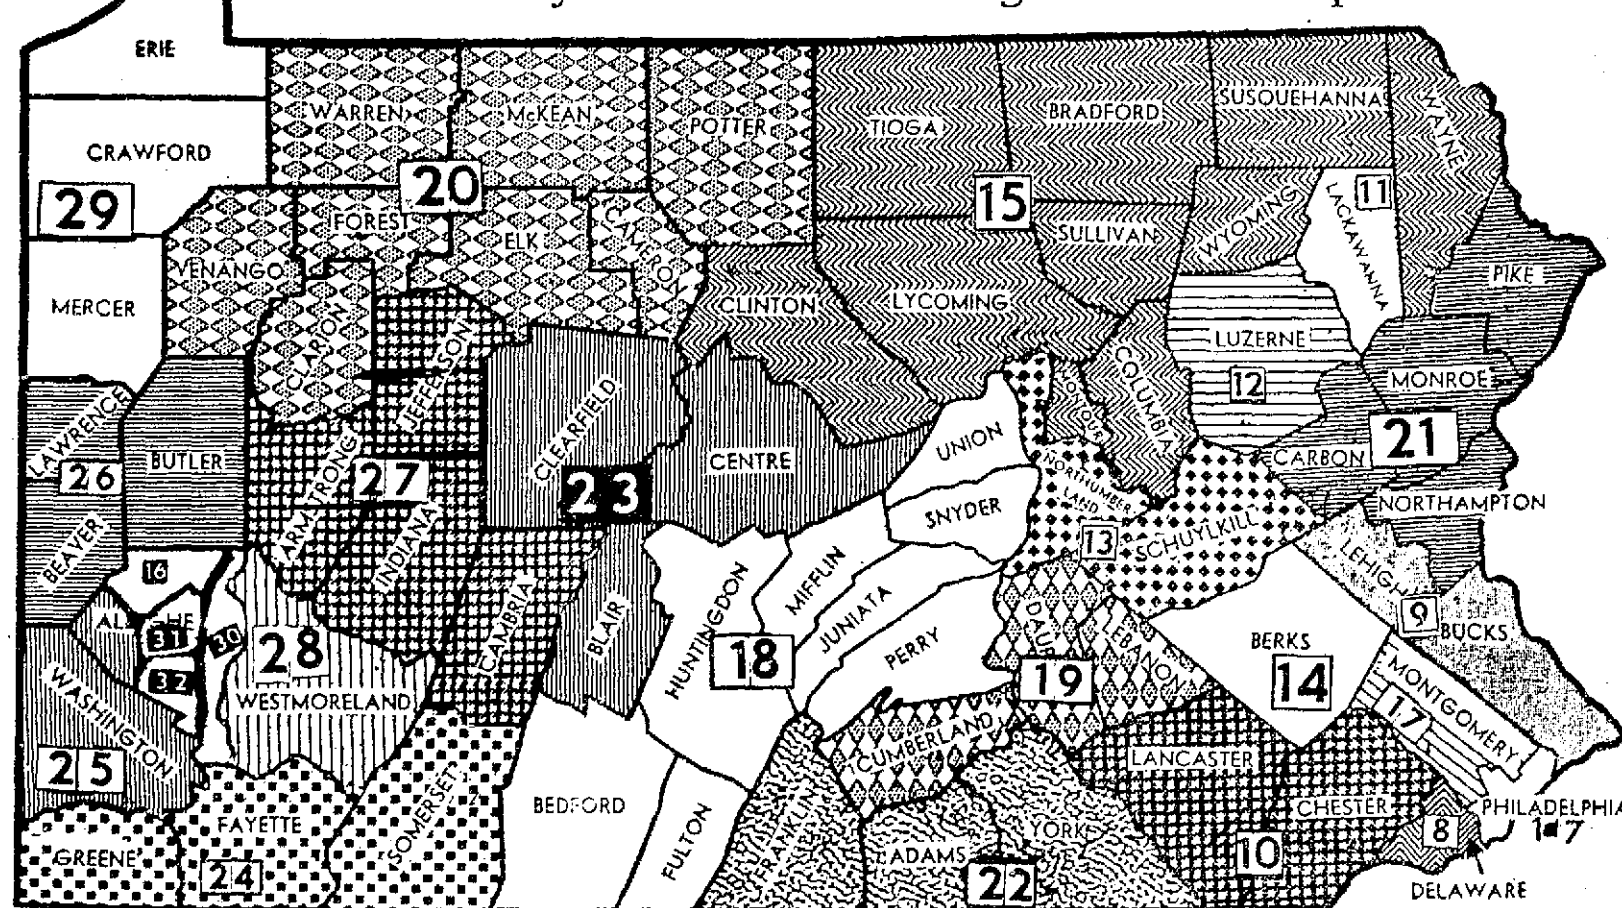 ERIE
WARREN
McKEAN
POTTER
TIOGA
BRADFORD
SUSQUEHANNA
WAYNE
CRAWFORD
29
20
15
11
LACKAWANNA
FOREST
ELK
CAMERON
SULLIVAN
WYOMING
VENANGO
MERCER
CLINTON
LYCOMING
PIKE
CLARION
JEFFERSON
LUZERNE
12
COLUMBIA
MONROE
LAWRENCE
26
BUTLER
ARMSTRONG
27
CLEARFIELD
23
CENTRE
UNION
21
CARBON
NORTHUMBER
LAND
NORTHAMPTON
SNYDER
13
SCHUYLKILL
BEAVER
INDIANA
16
MIFFLIN
LEHIGH
9
BUCKS
HUNTINGDON
JUNIATA
CAMBRIA
BLAIR
31
30
28
32
18
PERRY
19
LEBANON
BERKS
14
MONTGOMERY
17
WASHINGTON
25
WESTMORELAND
CUMBERLAND
LANCASTER
CHESTER
PHILADELPHIA
1-7
8
BEDFORD
FULTON
FRANKLIN
ADAMS
YORK
22
10
SOMERSET
FAYETTE
24
GREENE
DELAWARE